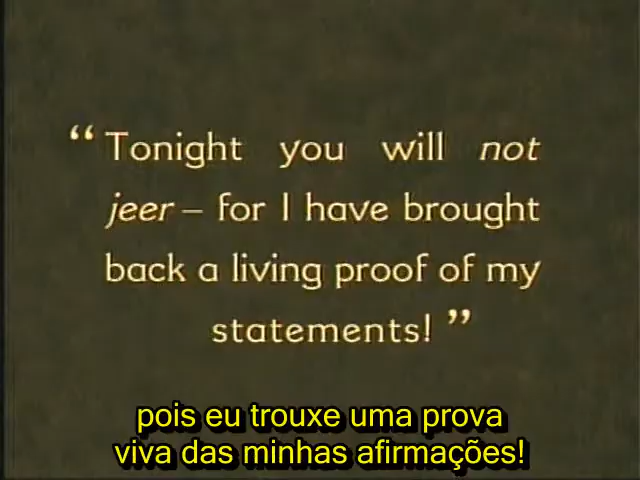 “ Tonight you will not
jeer – for I have brought
back a living proof of my
statements! ”
pois eu trouxe uma prova
viva das minhas afirmações!